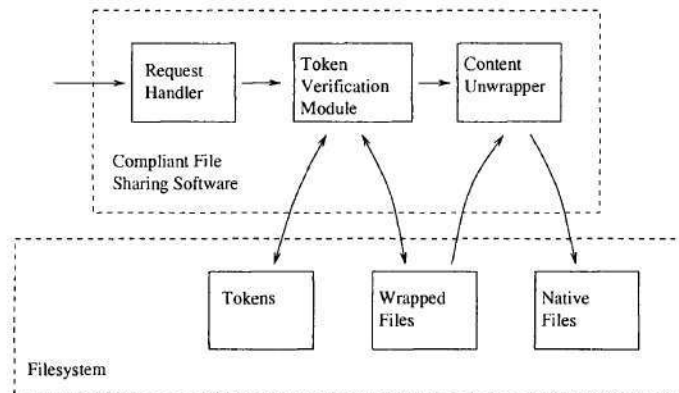 Request
Handler
Token
Verification
Module
Content
Unwrapper
Compliant File
Sharing Software
Tokens
Wrapped
Files
Native
Files
Filesystem